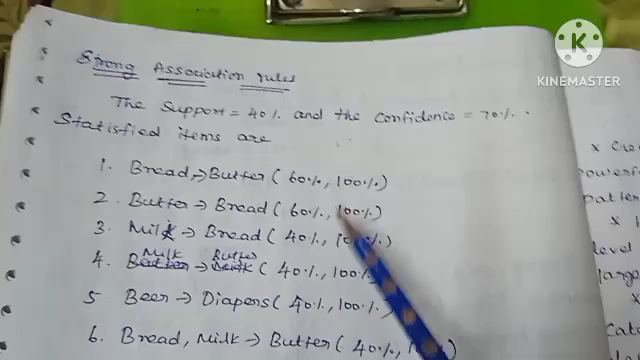 KINEMASTER
Strong Association rules
The Support = 40% and the confidence = 70%.
Statisfied items are
1. Bread, → Butter (60%, 100%)
2. Butter → Bread (60%, 100%)
3. Milk → Bread (40%, 100%)
4. Milk → Butter (40%, 100%)
5 Beer → Diapers (40%, 100%)
6. Bread, Milk → Butter (40%,
level